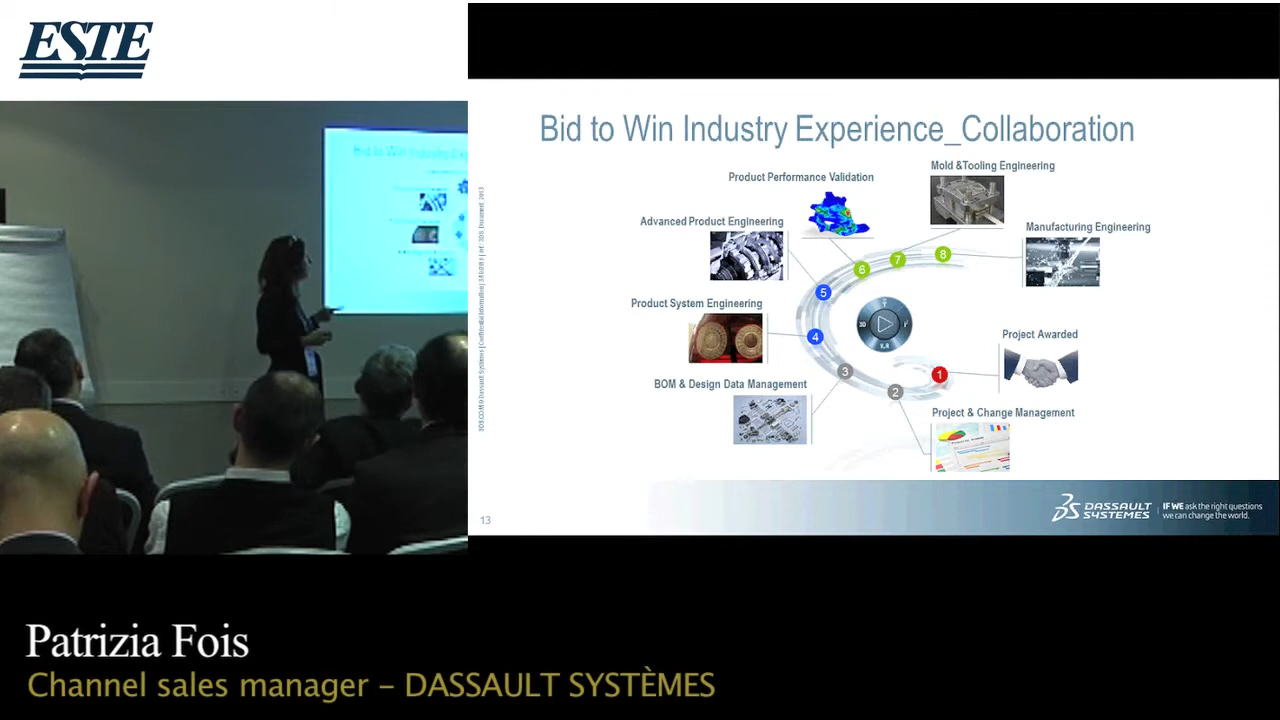 ESTE
Bid to Win Industry Experience_Collaboration
Mold &Tooling Engineering
Product Performance Validation
Advanced Product Engineering
Manufacturing Engineering
8
7
6
5
Product System Engineering
3D
V.R
4
Project Awarded
3
1
BOM & Design Data Management
2
Project & Change Management
13
DASSAULT
SYSTEMES
IF WE ask the right questions
we can change the world.
Patrizia Fois
Channel sales manager – DASSAULT SYSTÈMES